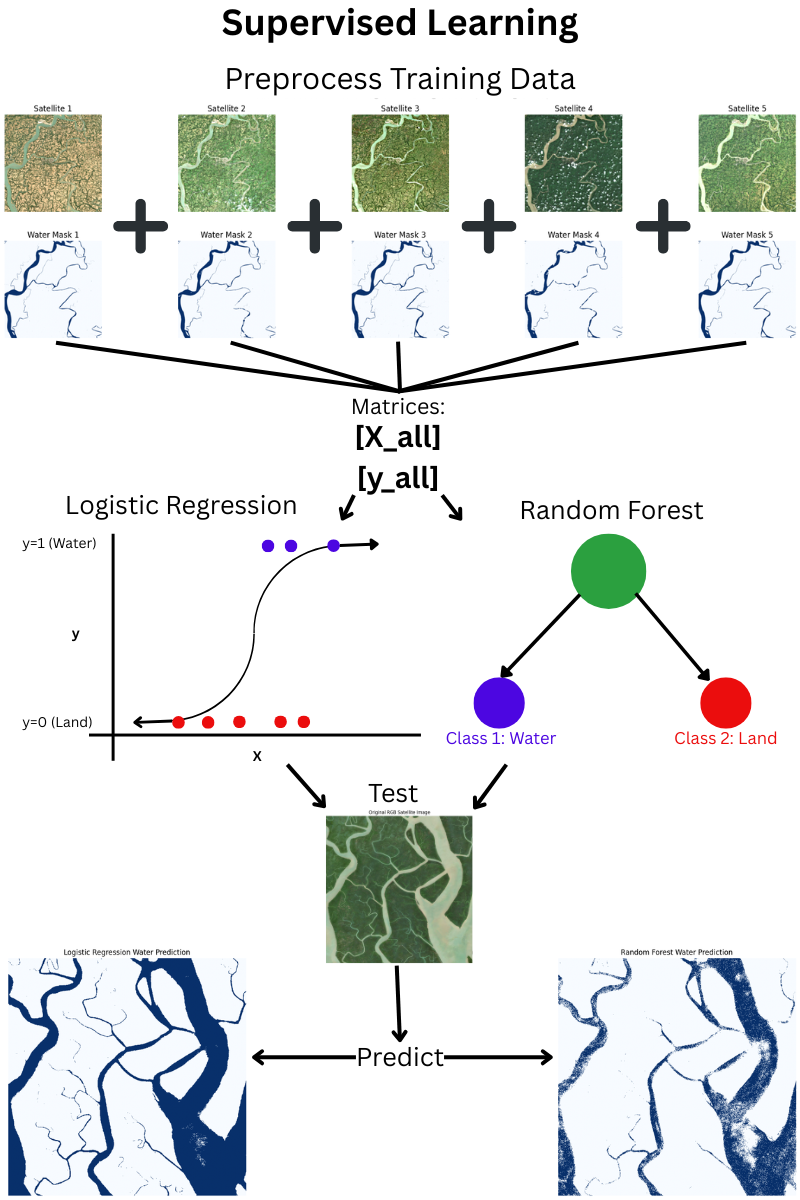 Supervised Learning
Preprocess Training Data
Satellite 1
Satellite 2
Satellite 3
Satellite 4
Satellite 5
Water Mask 1
Water Mask 2
Water Mask 3
Water Mask 4
Water Mask 5
Matrices:
[X_all]
[y_all]
Logistic Regression
y=1 (Water)
y
y=0 (Land)
X
Random Forest
Class 1: Water
Class 2: Land
Test
Original RGB Satellite Image
Logistic Regression Water Prediction
Random Forest Water Prediction
Predict